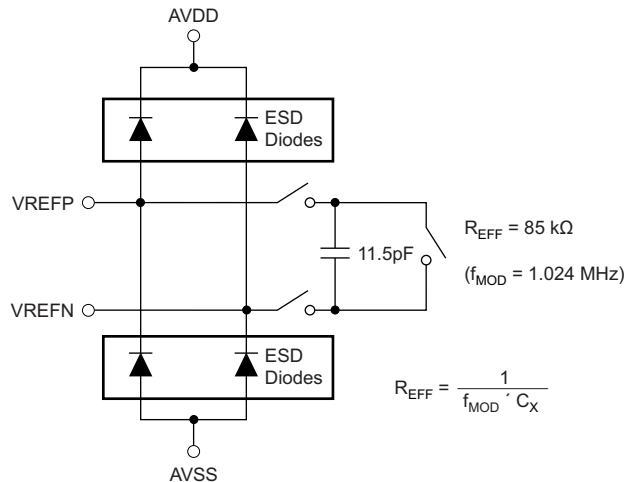 AVDD
ESD
Diodes
VREFP
11.5pF
R_EFF = 85 kΩ
(f_MOD = 1.024 MHz)
VREFN
ESD
Diodes
R_EFF = 1 / f_MOD ´ C_X
AVSS